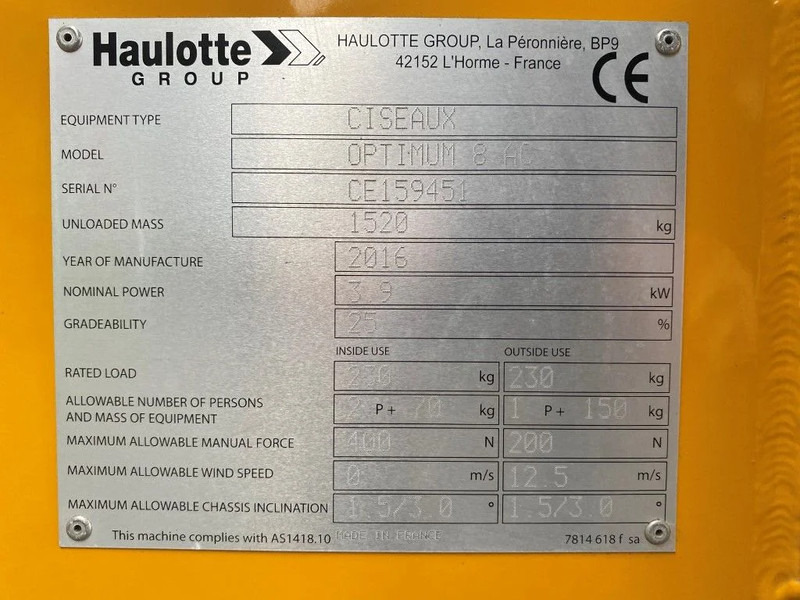 Haulotte
GROUP
HAULOTTE GROUP, La Péronnière, BP9
42152 L'Horme - France
CE
EQUIPMENT TYPE CISEAUX
MODEL OPTIMUM 8 AC
SERIAL N° CE159451
UNLOADED MASS 1520 kg
YEAR OF MANUFACTURE 2016
NOMINAL POWER 3.9 kW
GRADEABILITY 25 %
INSIDE USE OUTSIDE USE
RATED LOAD 230 kg 230 kg
ALLOWABLE NUMBER OF PERSONS
AND MASS OF EQUIPMENT 2 P + 70 kg 1 P + 150 kg
MAXIMUM ALLOWABLE MANUAL FORCE 400 N 200 N
MAXIMUM ALLOWABLE WIND SPEED 0 m/s 12.5 m/s
MAXIMUM ALLOWABLE CHASSIS INCLINATION 1.5/3.0 ° 1.5/3.0 °
This machine complies with AS1418.10 MADE IN FRANCE 7814 618 f sa